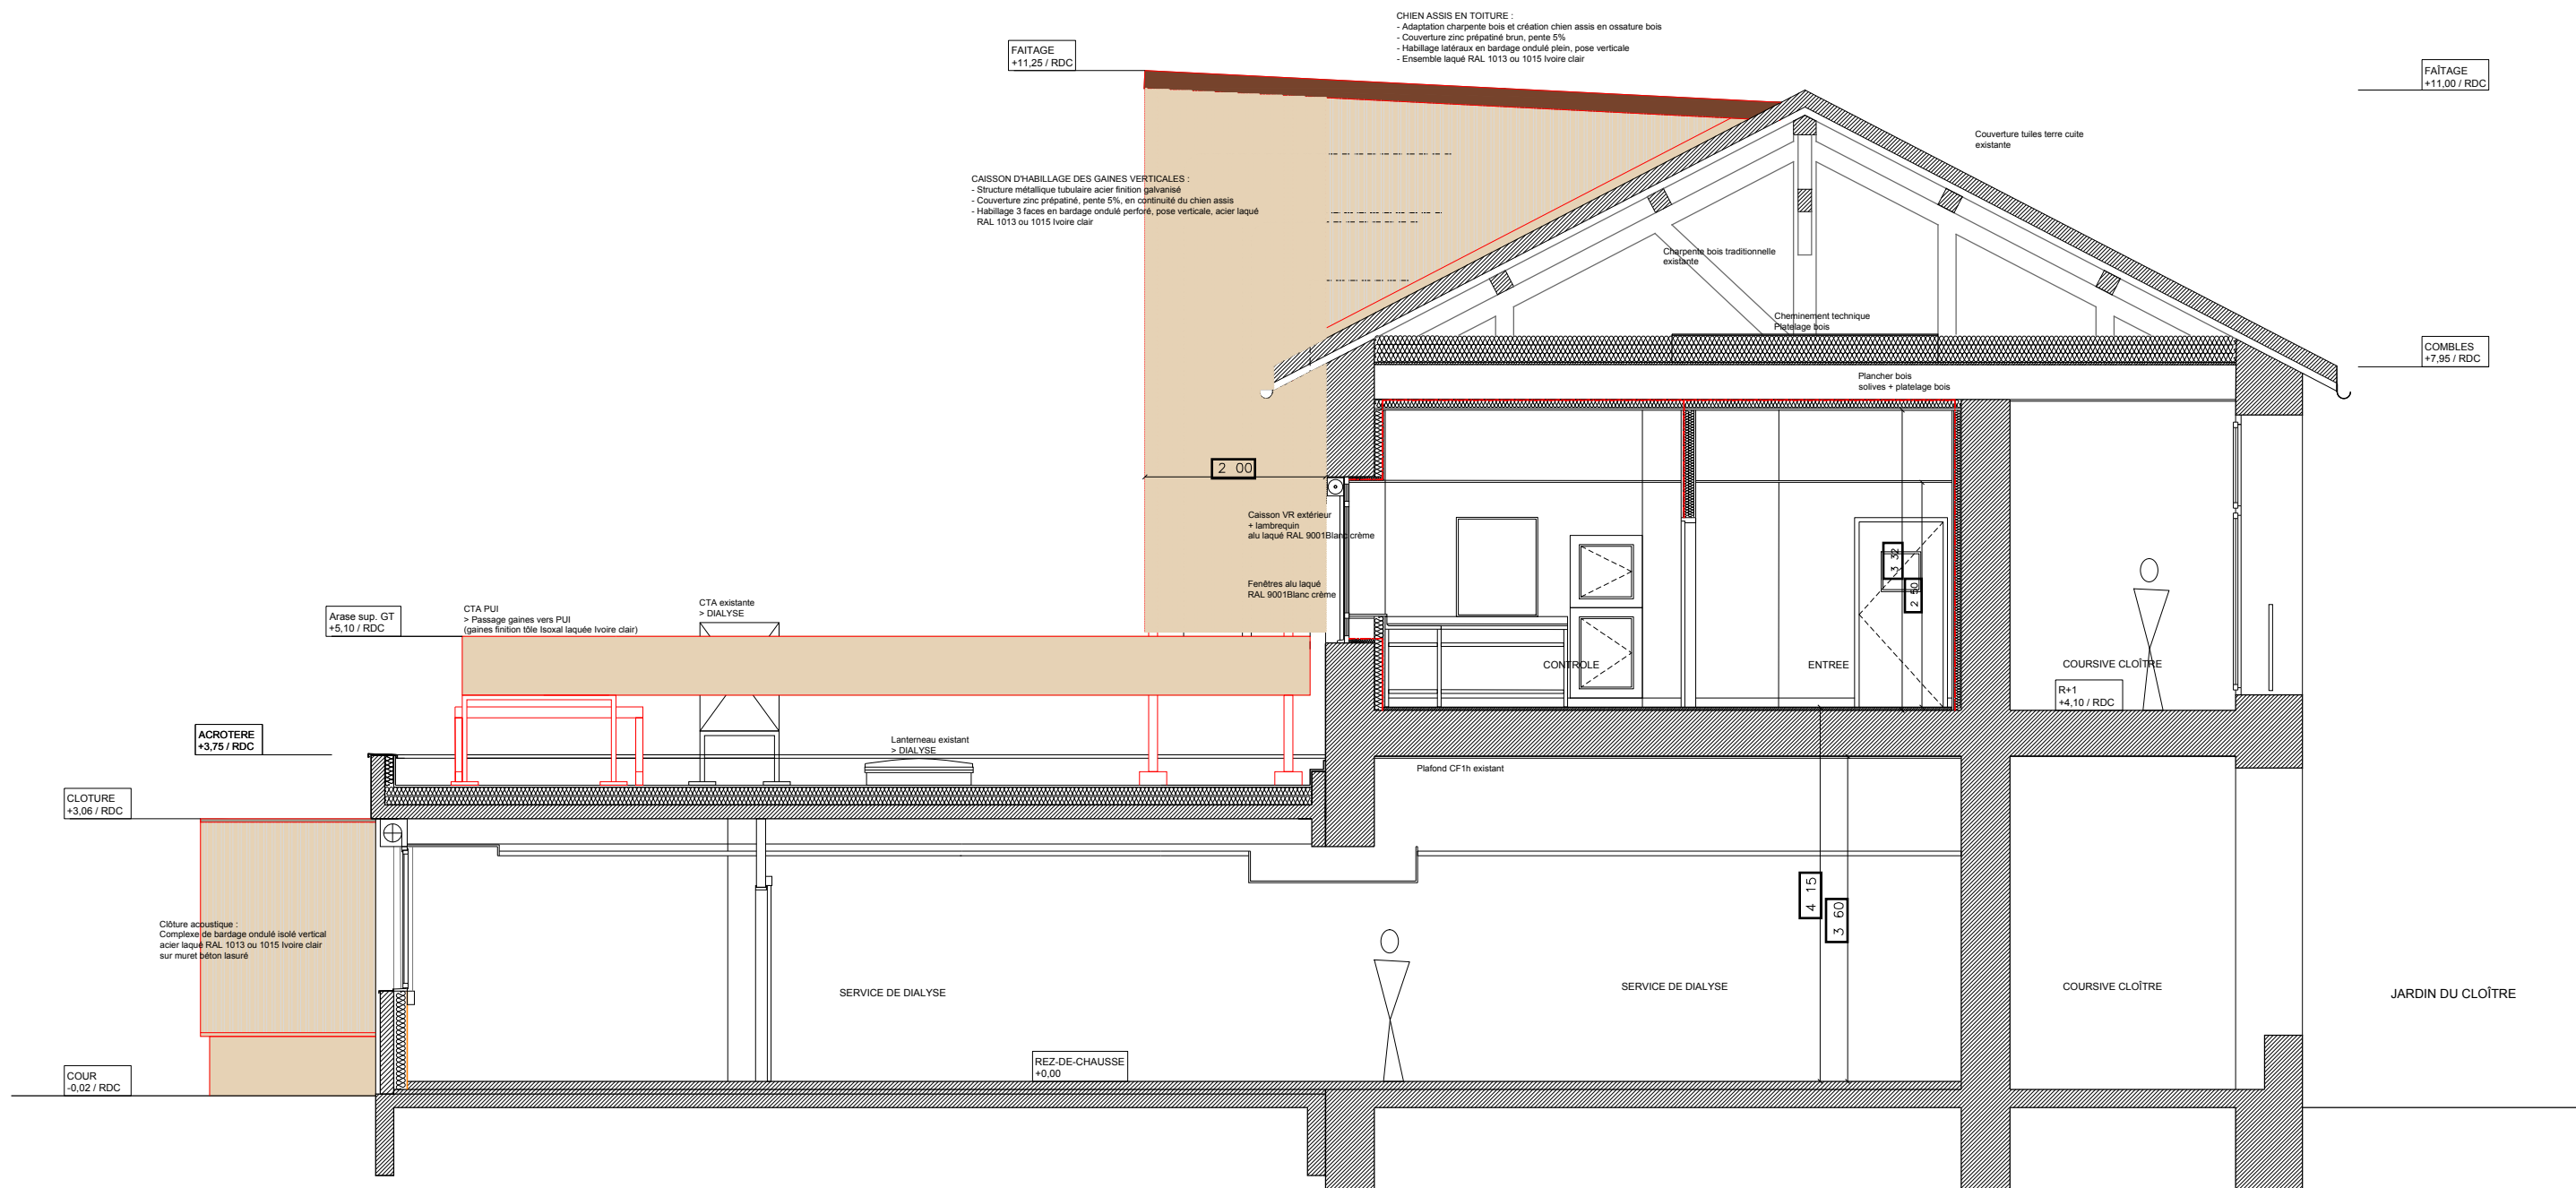 CHIEN ASSIS EN TOITURE :
- Adaptation charpente bois et création chien assis en ossature bois
- Couverture zinc prépatiné brun, pente 5%
- Habillage latéraux en bardage ondulé plein, pose verticale
- Ensemble laqué RAL 1013 ou 1015 Ivoire clair
FAITAGE
+11,25 / RDC
FAÎTAGE
+11,00 / RDC
Couverture tuiles terre cuite
existante
CAISSON D'HABILLAGE DES GAINES VERTICALES :
- Structure métallique tubulaire acier finition galvanisé
- Couverture zinc prépatiné, pente 5%, en continuité du chien assis
- Habillage 3 faces en bardage ondulé perforé, pose verticale, acier laqué
RAL 1013 ou 1015 Ivoire clair
Charpente bois traditionnelle
existante
Cheminement technique
Platelage bois
COMBLES
+7,95 / RDC
Plancher bois
solives + platelage bois
2 00
Caisson VR extérieur
+ lambrequin
alu laqué RAL 9001Blanc crème
Fenêtres alu laqué
RAL 9001Blanc crème
3 32
2 50
CTA PUI
> Passage gaines vers PUI
(gaines finition tôle Isoxal laquée Ivoire clair)
CTA existante
> DIALYSE
Arase sup. GT
+5,10 / RDC
CONTROLE
ENTREE
COURSIVE CLOÎTRE
R+1
+4,10 / RDC
ACROTERE
+3,75 / RDC
Lanterneau existant
> DIALYSE
Plafond CF1h existant
CLOTURE
+3,06 / RDC
4 15
3 60
Clôture acoustique :
Complexe de bardage ondulé isolé vertical
acier laqué RAL 1013 ou 1015 Ivoire clair
sur muret béton lasuré
SERVICE DE DIALYSE
SERVICE DE DIALYSE
COURSIVE CLOÎTRE
JARDIN DU CLOÎTRE
REZ-DE-CHAUSSE
+0,00
COUR
-0,02 / RDC